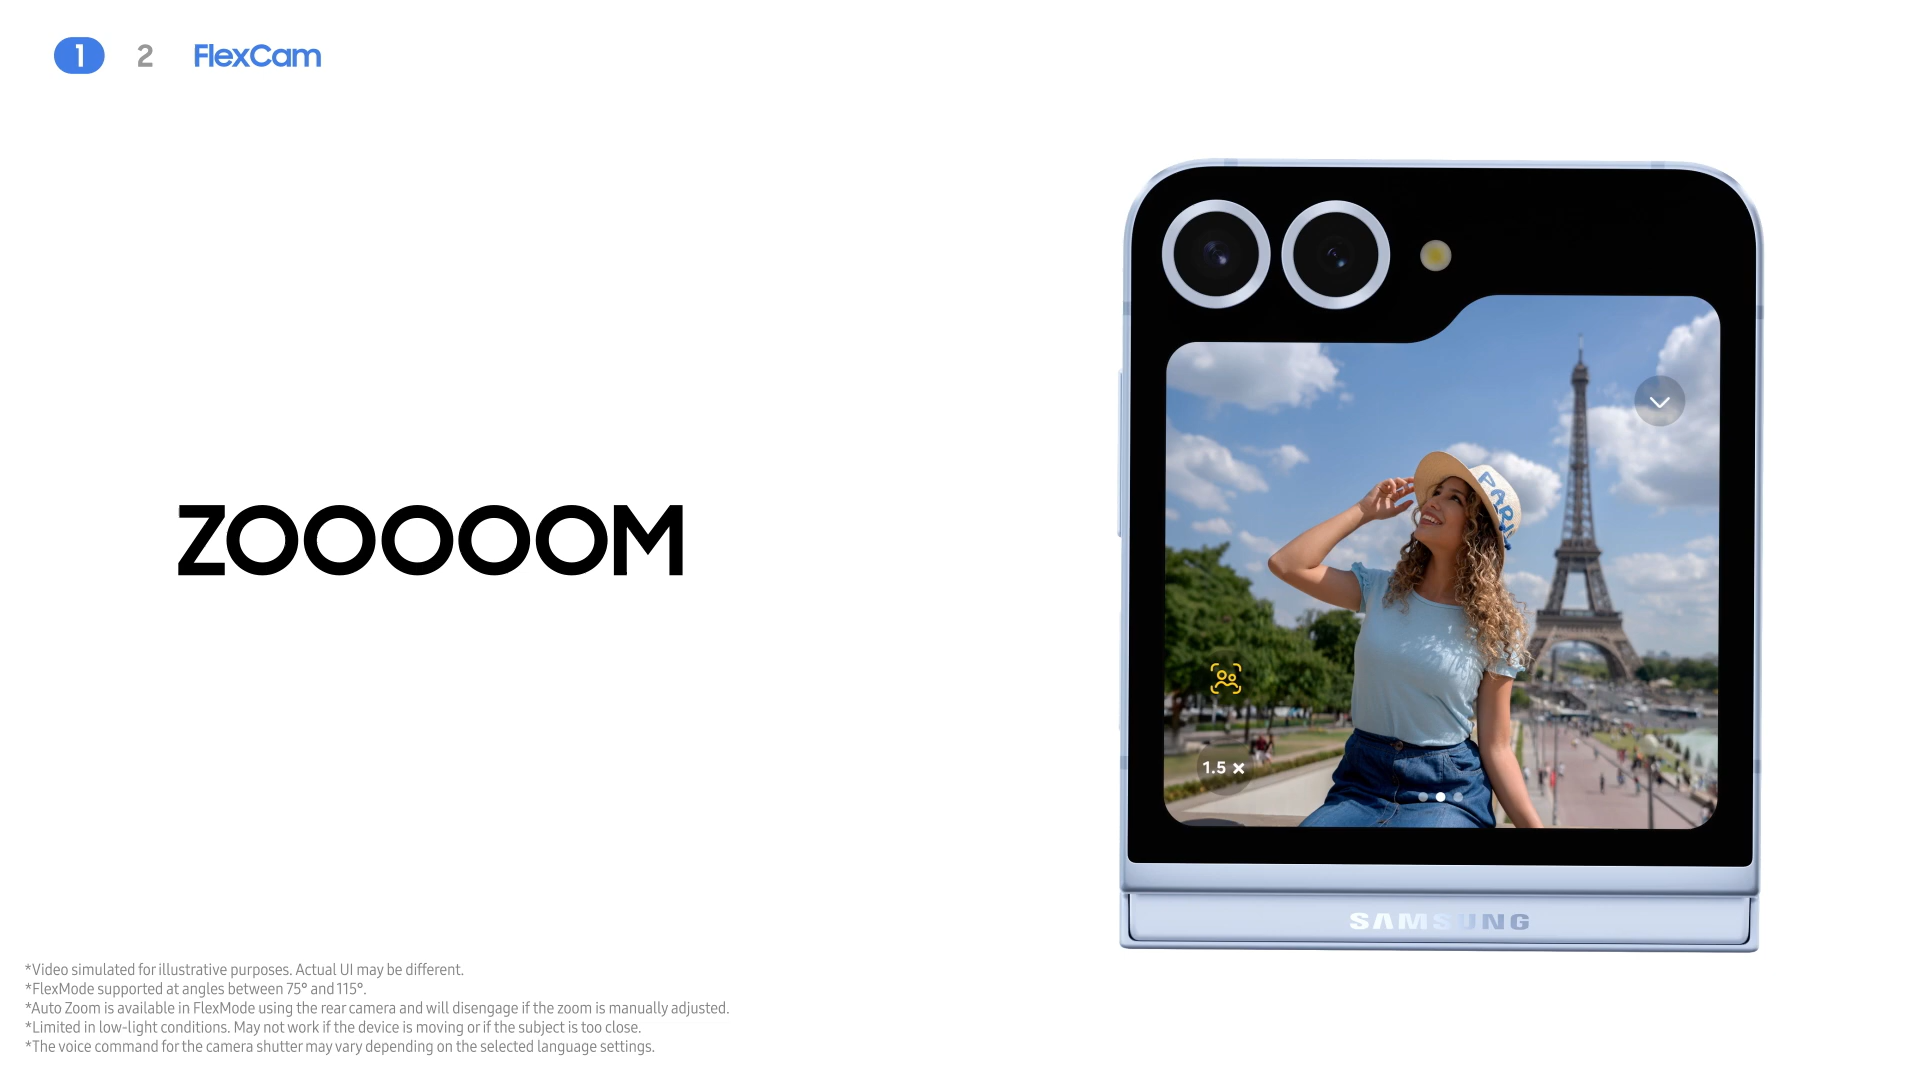 1 2 FlexCam
PARI
ZOOOOOM
1.5 ×
SAMSUNG
*Video simulated for illustrative purposes. Actual UI may be different.
*FlexMode supported at angles between 75° and 115°.
*Auto Zoom is available in FlexMode using the rear camera and will disengage if the zoom is manually adjusted.
*Limited in low-light conditions. May not work if the device is moving or if the subject is too close.
*The voice command for the camera shutter may vary depending on the selected language settings.